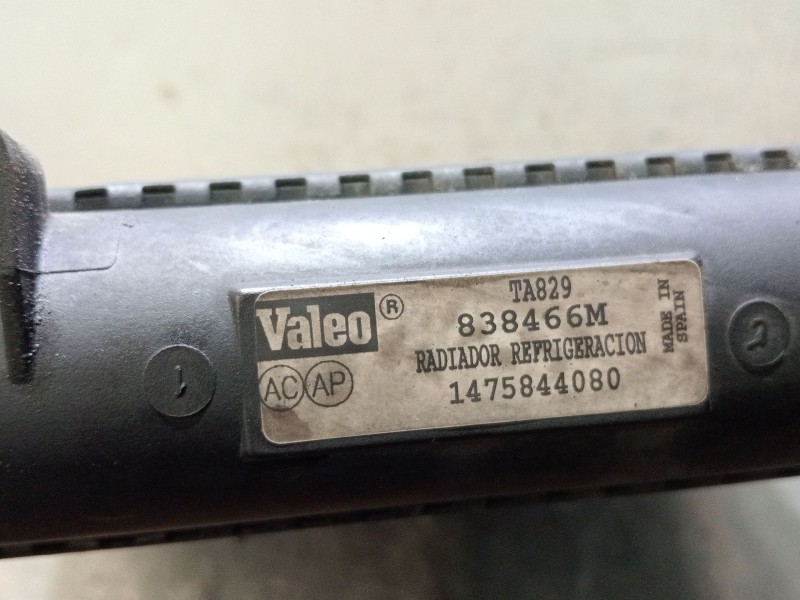 TA829
Valeo ®
838466M
RADIADOR REFRIGERACION
AC AP
1475844080
MADE IN
SPAIN
1
2